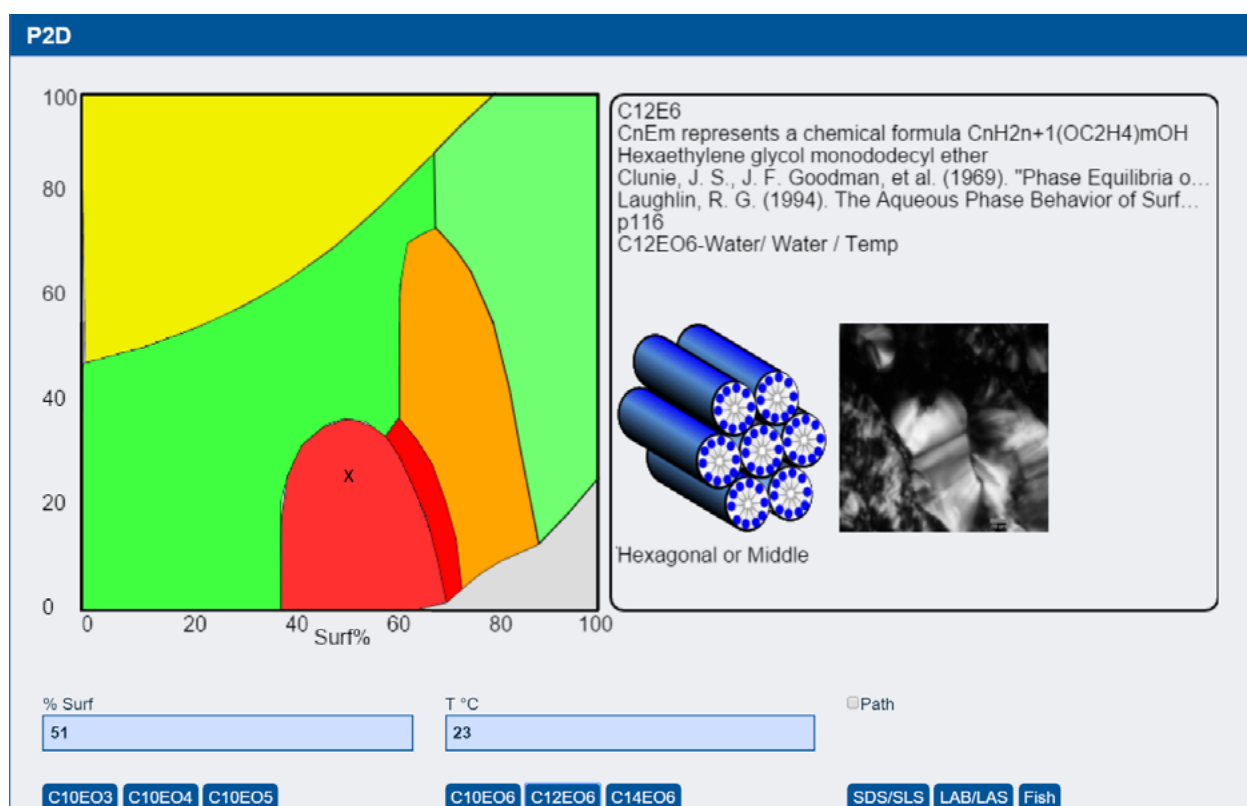 P2D
100
80
60
40
20
0
0 20 40 60 80 100
Surf%
X
C12E6
CnEm represents a chemical formula CnH2n+1(OC2H4)mOH
Hexaethylene glycol monododecyl ether
Clunie, J. S., J. F. Goodman, et al. (1969). "Phase Equilibria o...
Laughlin, R. G. (1994). The Aqueous Phase Behavior of Surf...
p116
C12EO6-Water/ Water / Temp
Hexagonal or Middle
% Surf
51
T °C
23
Path
C10EO3 C10EO4 C10EO5
C10EO6 C12EO6 C14EO6
SDS/SLS LAB/LAS Fish